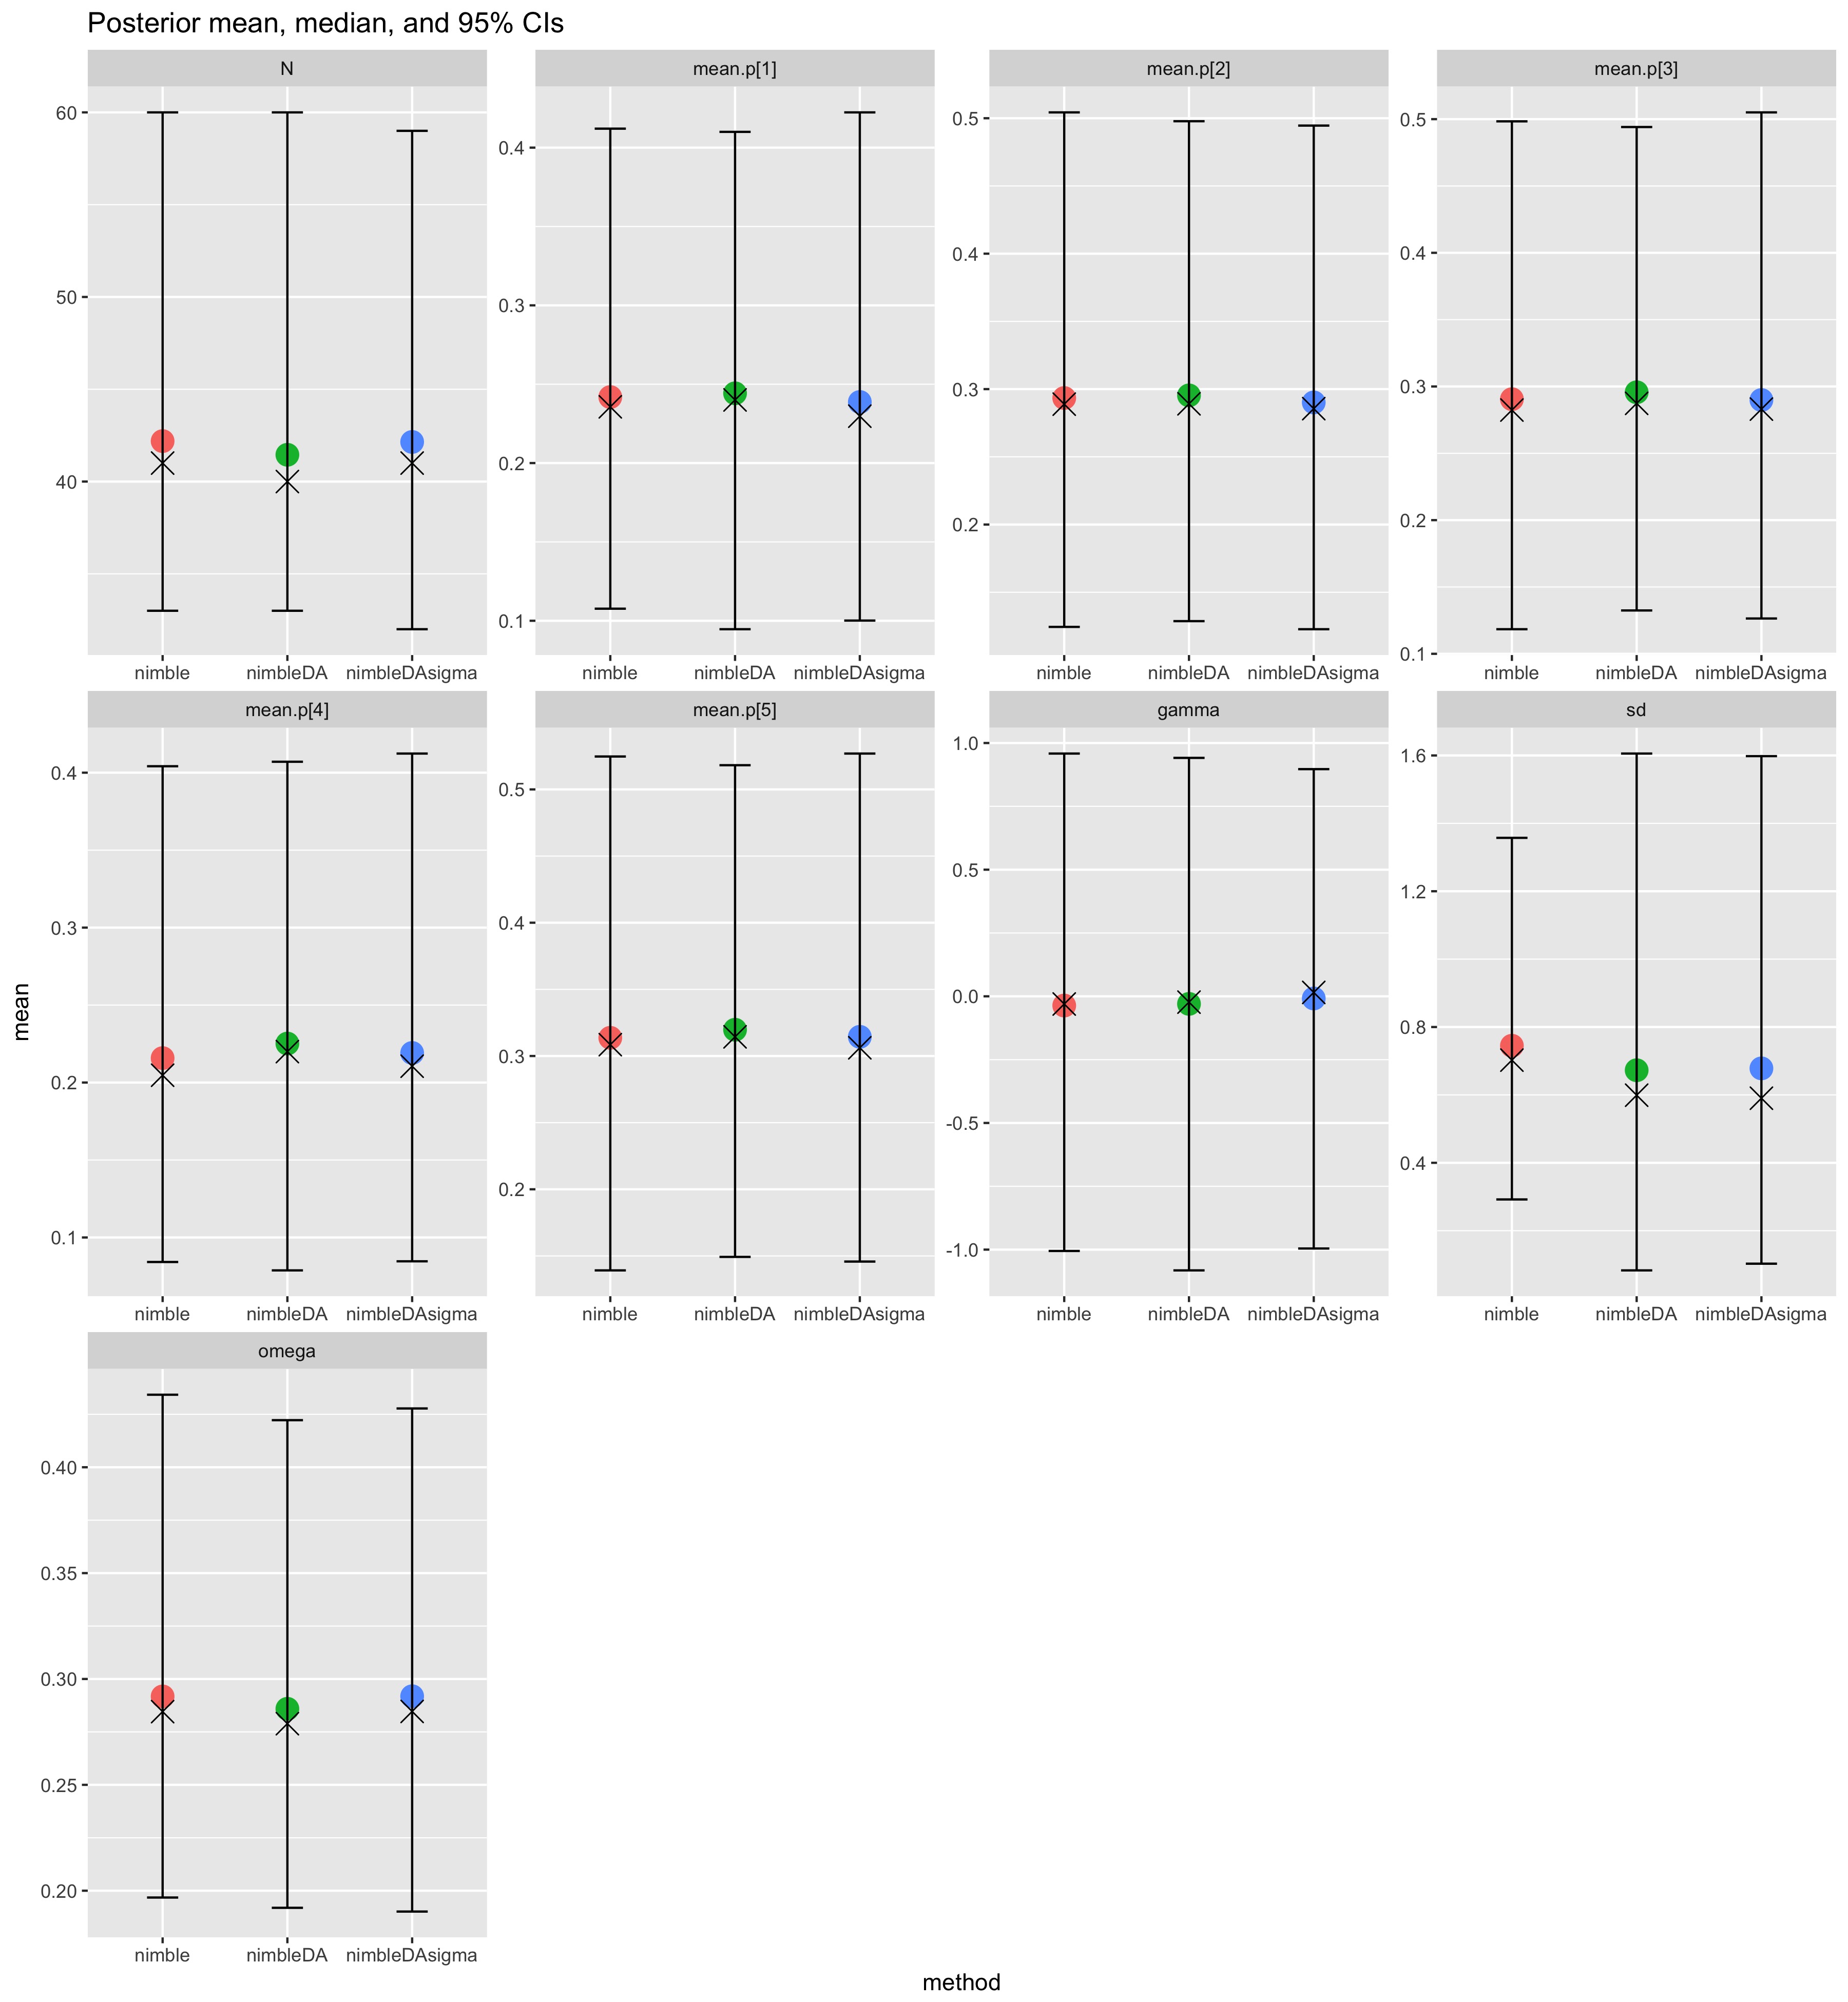 Posterior mean, median, and 95% CIs
N
mean.p[1]
mean.p[2]
mean.p[3]
60
50
40
0.4
0.3
0.2
0.1
0.5
0.4
0.3
0.2
0.5
0.4
0.3
0.2
0.1
nimble nimbleDA nimbleDAsigma
nimble nimbleDA nimbleDAsigma
nimble nimbleDA nimbleDAsigma
nimble nimbleDA nimbleDAsigma
mean.p[4]
mean.p[5]
gamma
sd
0.4
0.3
0.2
0.1
0.5
0.4
0.3
0.2
1.0
0.5
0.0
-0.5
-1.0
1.6
1.2
0.8
0.4
nimble nimbleDA nimbleDAsigma
nimble nimbleDA nimbleDAsigma
nimble nimbleDA nimbleDAsigma
nimble nimbleDA nimbleDAsigma
mean
omega
0.40
0.35
0.30
0.25
0.20
nimble nimbleDA nimbleDAsigma
method